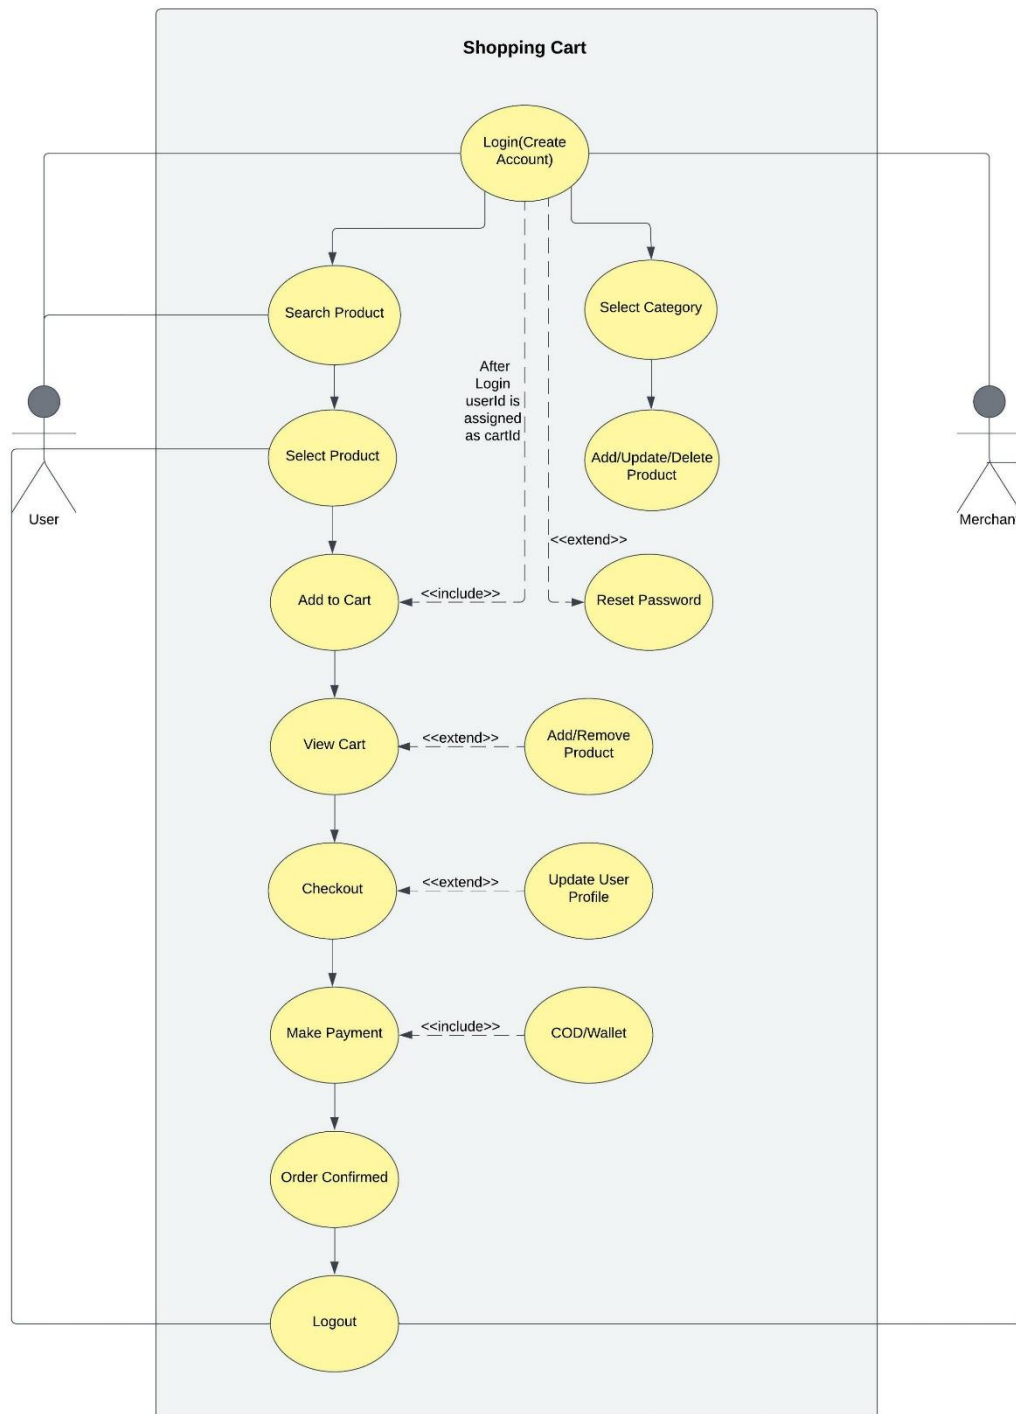 Shopping Cart
Login(Create
Account)
Search Product
Select Category
After
Login
userId is
assigned
as cartId
Select Product
Add/Update/Delete
Product
User
Merchan
<<extend>>
Add to Cart
<<include>>
Reset Password
View Cart
<<extend>>
Add/Remove
Product
Checkout
<<extend>>
Update User
Profile
Make Payment
<<include>>
COD/Wallet
Order Confirmed
Logout